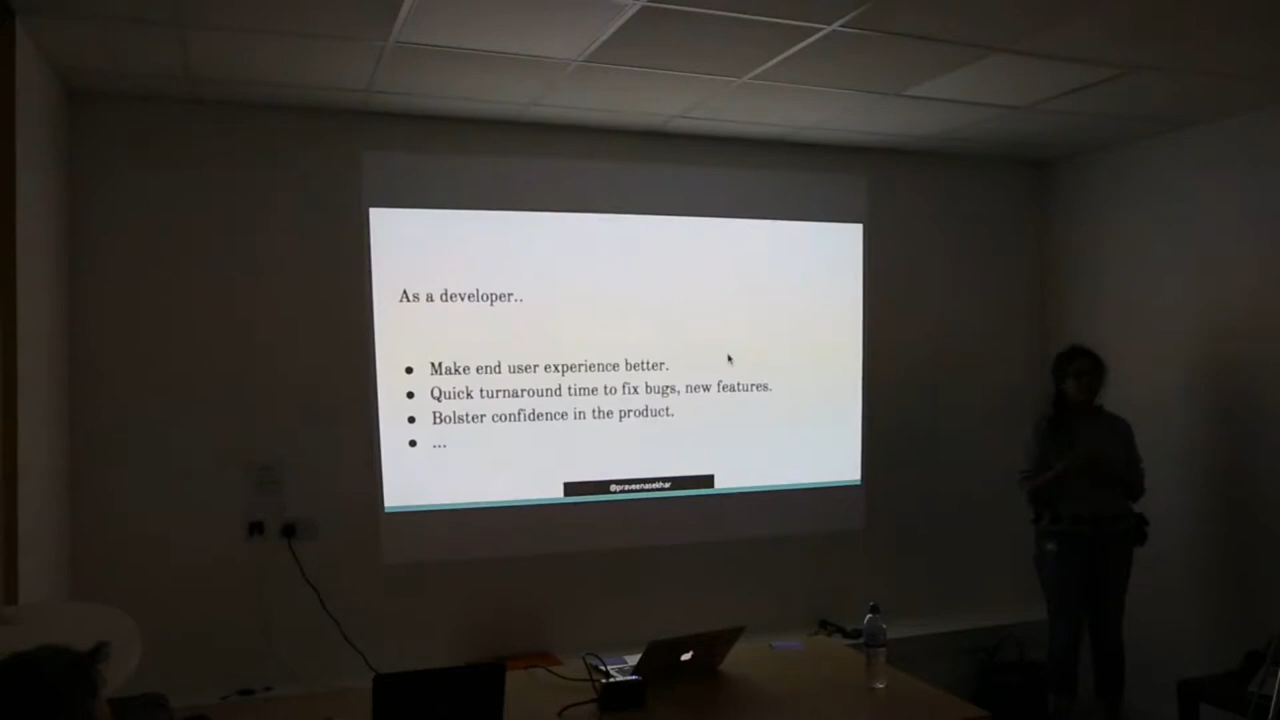 As a developer..
● Make end user experience better.
● Quick turnaround time to fix bugs, new features.
● Bolster confidence in the product.
● ...
@praveenasekhar